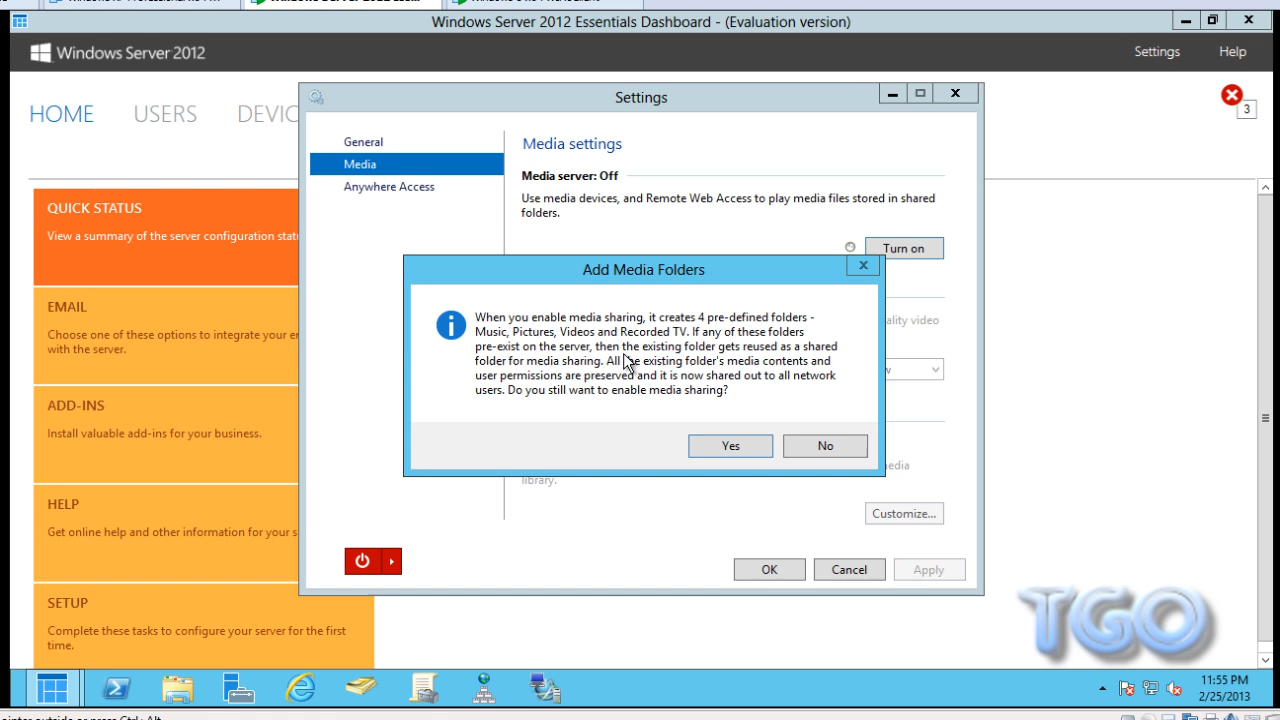 Windows Server 2012 Essentials Dashboard - (Evaluation version)
Windows Server 2012
Settings
Help
HOME
USERS
DEVIC
3
Settings
General
Media
Anywhere Access
Media settings
Media server: Off
Use media devices, and Remote Web Access to play media files stored in shared
folders.
Turn on
QUICK STATUS
View a summary of the server configuration statu
EMAIL
Choose one of these options to integrate your em
with the server.
ADD-INS
Install valuable add-ins for your business.
HELP
Get online help and other information for your s
SETUP
Complete these tasks to configure your server for the first
time.
Add Media Folders
When you enable media sharing, it creates 4 pre-defined folders -
Music, Pictures, Videos and Recorded TV. If any of these folders
pre-exist on the server, then the existing folder gets reused as a shared
folder for media sharing. All the existing folder's media contents and
user permissions are preserved and it is now shared out to all network
users. Do you still want to enable media sharing?
Yes
No
ality video
w
edia
library.
Customize...
OK
Cancel
Apply
TGO
11:55 PM
2/25/2013